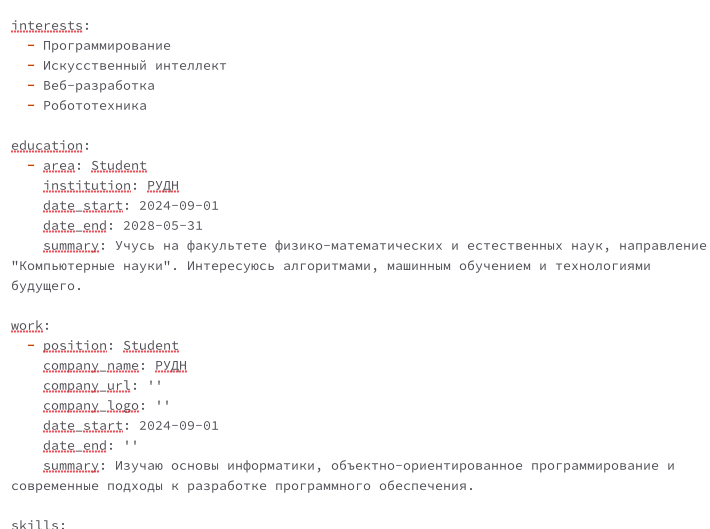 interests:
- Программирование
- Искусственный интеллект
- Веб-разработка
- Робототехника
education:
- area: Student
institution: РУДН
date_start: 2024-09-01
date_end: 2028-05-31
summary: Учусь на факультете физико-математических и естественных наук, направление
"Компьютерные науки". Интересуюсь алгоритмами, машинным обучением и технологиями
будущего.
work:
- position: Student
company_name: РУДН
company_url: ''
company_logo: ''
date_start: 2024-09-01
date_end: ''
summary: Изучаю основы информатики, объектно-ориентированное программирование и
современные подходы к разработке программного обеспечения.
skills: